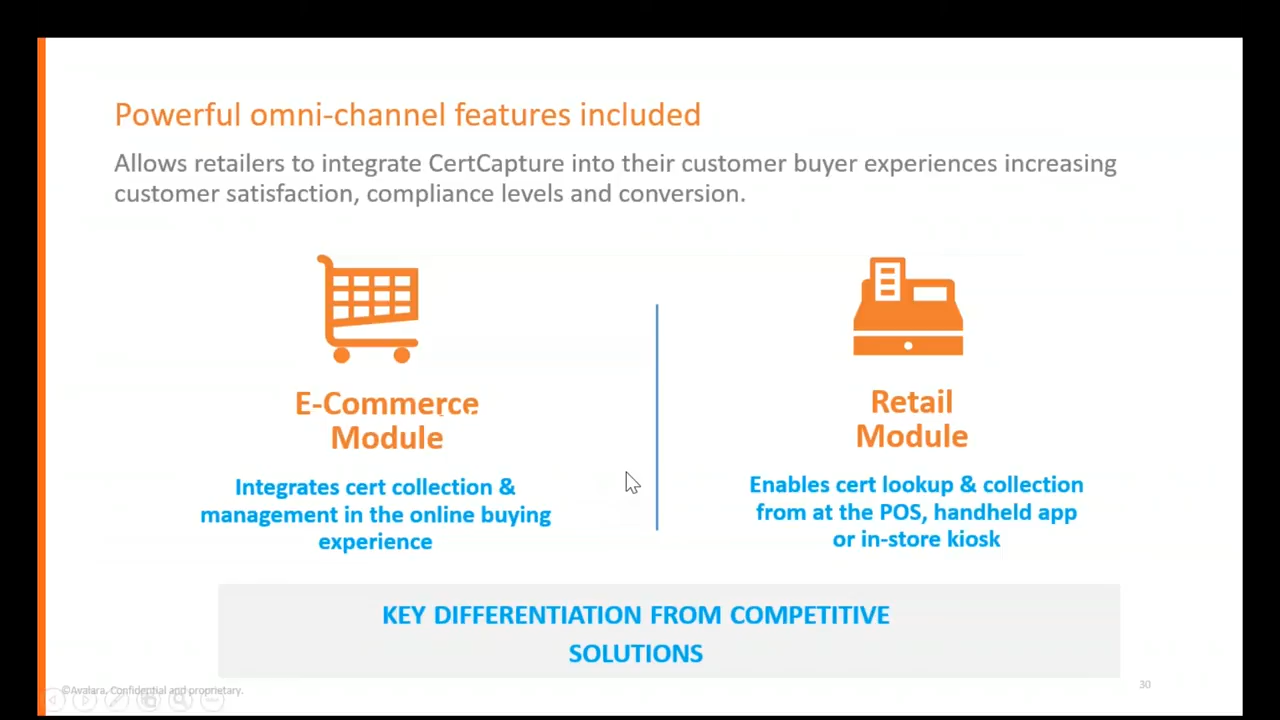 Powerful omni-channel features included
Allows retailers to integrate CertCapture into their customer buyer experiences increasing
customer satisfaction, compliance levels and conversion.
E-Commerce
Module
Integrates cert collection &
management in the online buying
experience
Retail
Module
Enables cert lookup & collection
from at the POS, handheld app
or in-store kiosk
KEY DIFFERENTIATION FROM COMPETITIVE
SOLUTIONS
©Avalara. Confidential and proprietary.
30